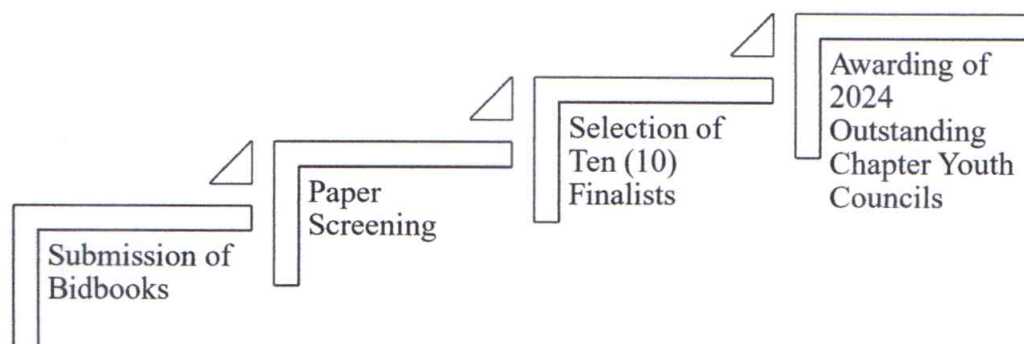 Submission of
Bidbooks
Paper
Screening
Selection of
Ten (10)
Finalists
Awarding of
2024
Outstanding
Chapter Youth
Councils